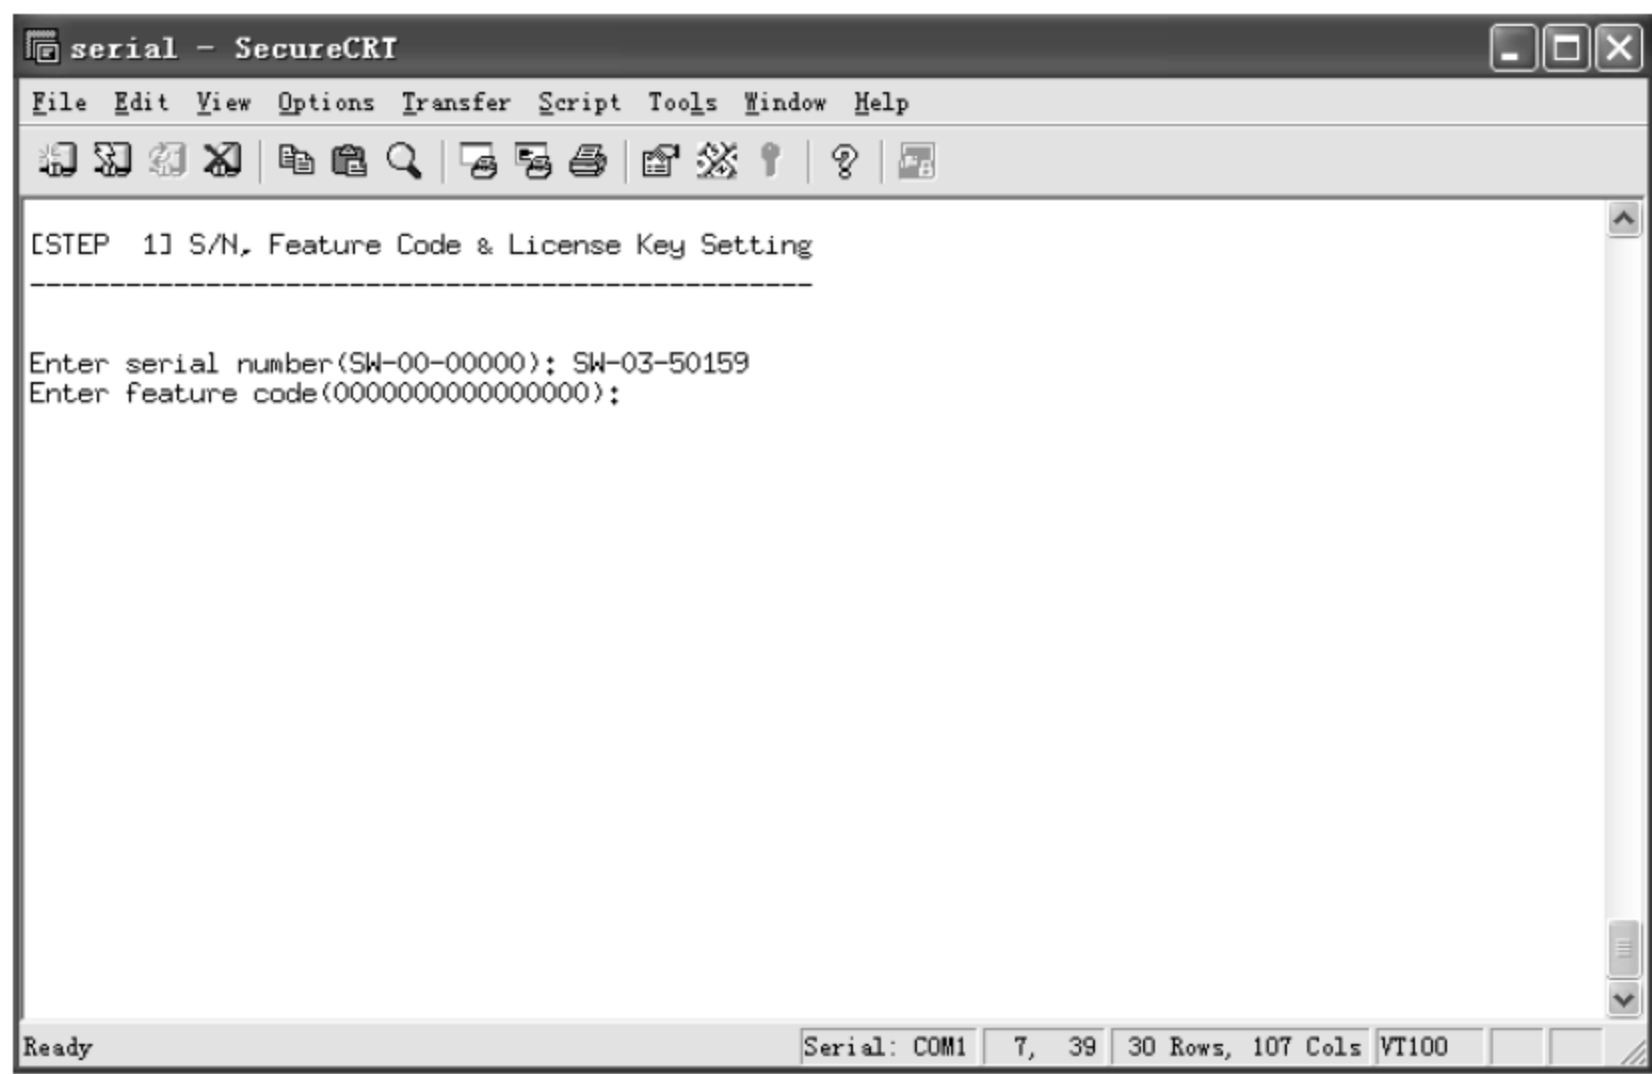 serial - SecureCRT
File Edit View Options Transfer Script Tools Window Help
[STEP  1] S/N, Feature Code & License Key Setting
-------------------------------------------------
Enter serial number(SW-00-00000): SW-03-50159
Enter feature code(0000000000000000):
Ready Serial: COM1 7, 39 30 Rows, 107 Cols VT100